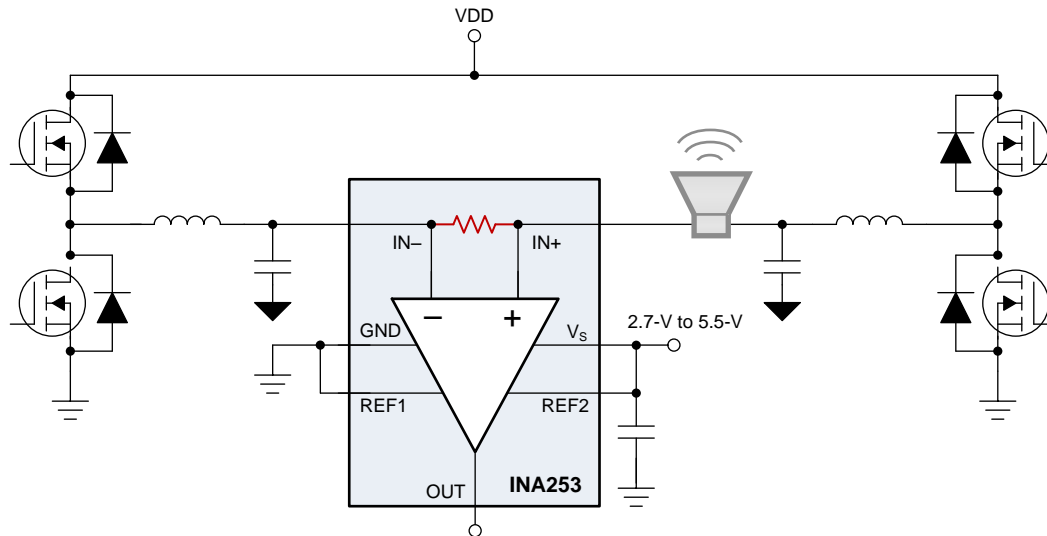 VDD
IN–
IN+
–
+
GND
VS
2.7-V to 5.5-V
REF1
REF2
OUT
INA253